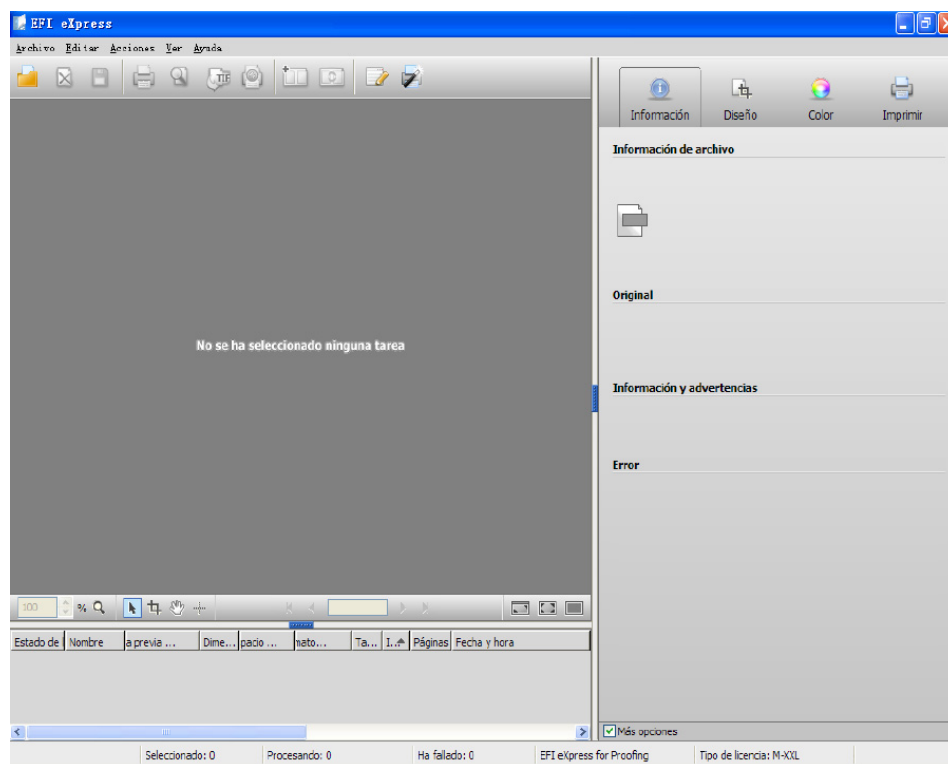 EFI eXpress
Archivo Editar Acciones Ver Ayuda
TIF
Información Diseño Color Imprimir
Información de archivo
Original
No se ha seleccionado ninguna tarea
Información y advertencias
Error
100 %
Estado de Nombre a previa ... Dime... pacio ... mato... Ta... I.. Páginas Fecha y hora
Más opciones
Seleccionado: 0 Procesando: 0 Ha fallado: 0 EFI eXpress for Proofing Tipo de licencia: M-XXL